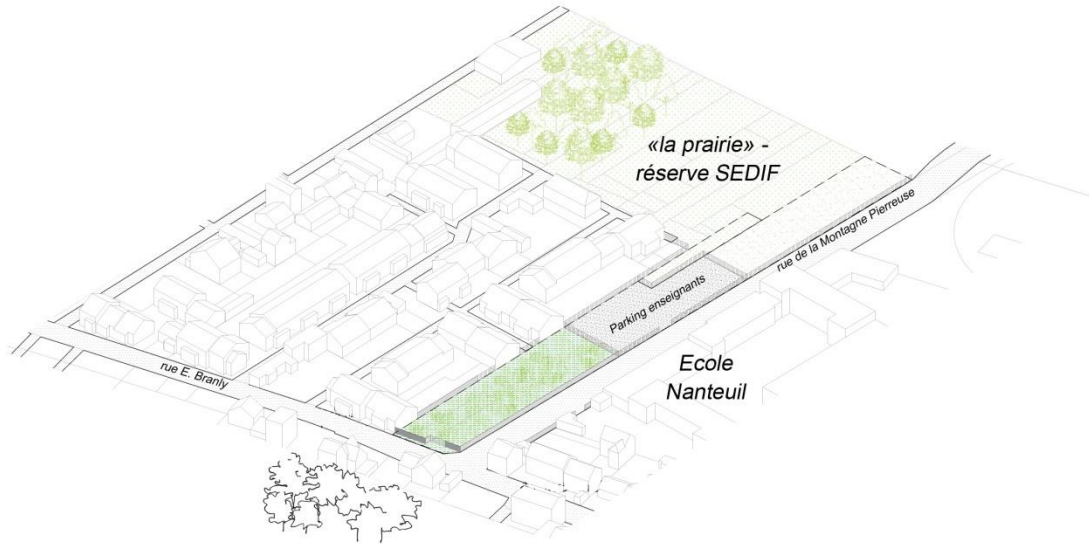 «la prairie» -
réserve SEDIF
rue de la Montagne Pierreuse
Parking enseignants
Ecole
Nanteuil
rue E. Branly